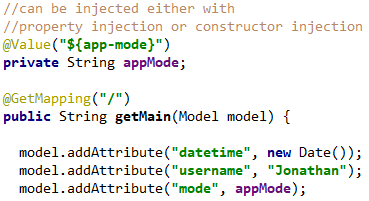 //can be injected either with
//property injection or constructor injection
@Value("${app-mode}")
private String appMode;

@GetMapping("/")
public String getMain(Model model) {

  model.addAttribute("datetime", new Date());
  model.addAttribute("username", "Jonathan");
  model.addAttribute("mode", appMode);